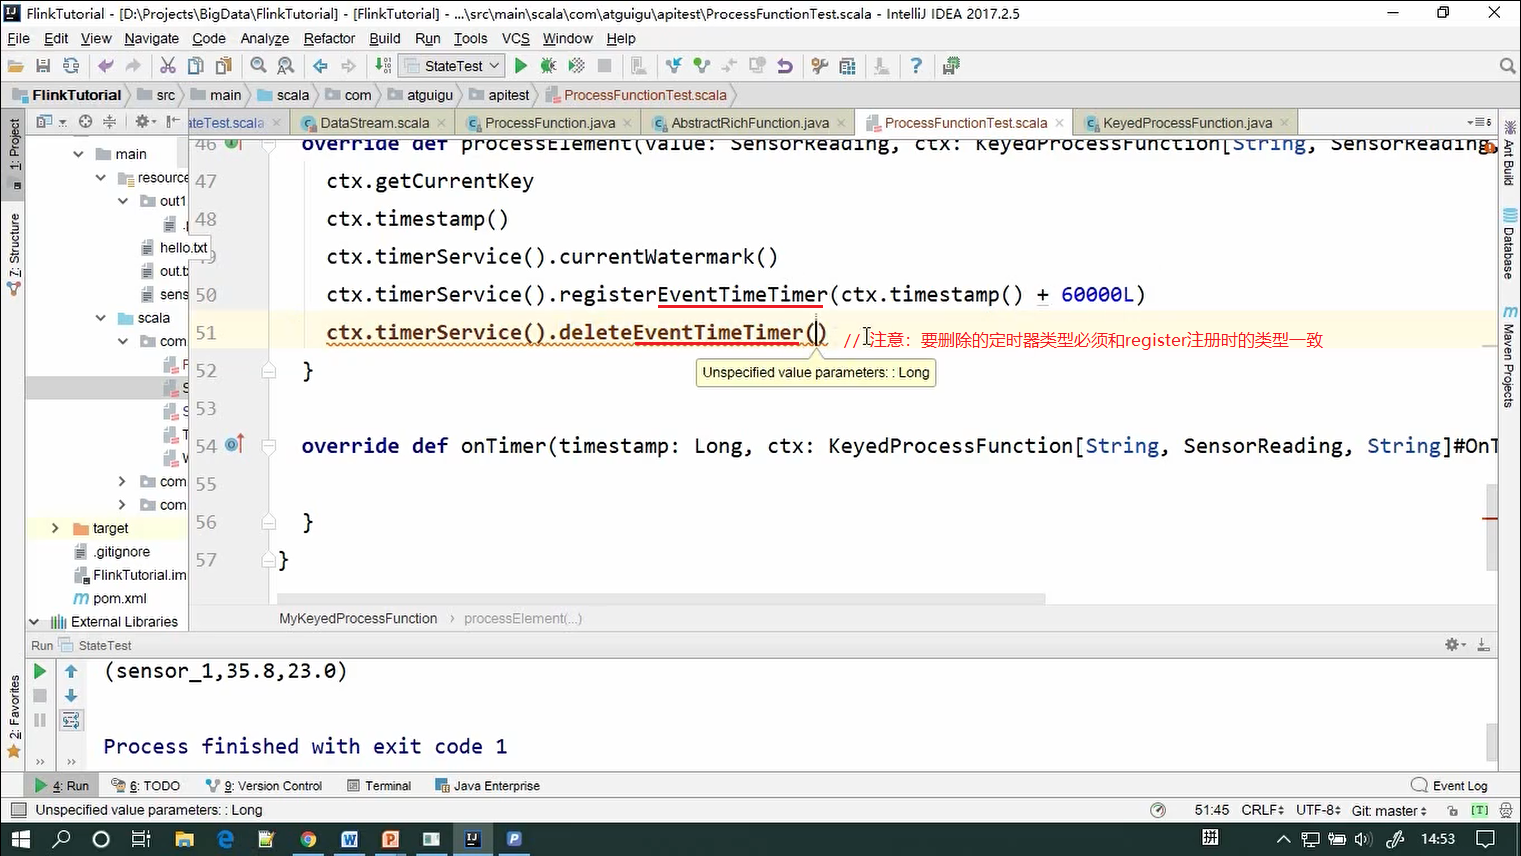 FlinkTutorial - [D:\Projects\BigData\FlinkTutorial] - [FlinkTutorial] - ...\src\main\scala\com\atguigu\apitest\ProcessFunctionTest.scala - IntelliJ IDEA 2017.2.5
File Edit View Navigate Code Analyze Refactor Build Run Tools VCS Window Help
StateTest
FlinkTutorial src main scala com atguigu apitest ProcessFunctionTest.scala
ateTest.scala DataStream.scala ProcessFunction.java AbstractRichFunction.java ProcessFunctionTest.scala KeyedProcessFunction.java
1: Project
7: Structure
2: Favorites
Ant Build
Database
Maven Projects
main
resource
out1
hello.txt
out.t
sens
scala
com
com
com
target
.gitignore
FlinkTutorial.im
pom.xml
External Libraries
46 override def processElement(value: SensorReading, ctx: KeyedProcessFunction[String, SensorReading,
47 ctx.getCurrentKey
48 ctx.timestamp()
ctx.timerService().currentWatermark()
50 ctx.timerService().registerEventTimeTimer(ctx.timestamp() + 60000L)
51 ctx.timerService().deleteEventTimeTimer() // 注意：要删除的定时器类型必须和register注册时的类型一致
Unspecified value parameters: : Long
52 }
53
54 override def onTimer(timestamp: Long, ctx: KeyedProcessFunction[String, SensorReading, String]#OnT
55
56 }
57 }
MyKeyedProcessFunction › processElement(...)
Run StateTest
(sensor_1,35.8,23.0)
Process finished with exit code 1
4: Run 6: TODO 9: Version Control Terminal Java Enterprise Event Log
Unspecified value parameters: : Long 51:45 CRLF UTF-8 Git: master [T]
拼 14:53